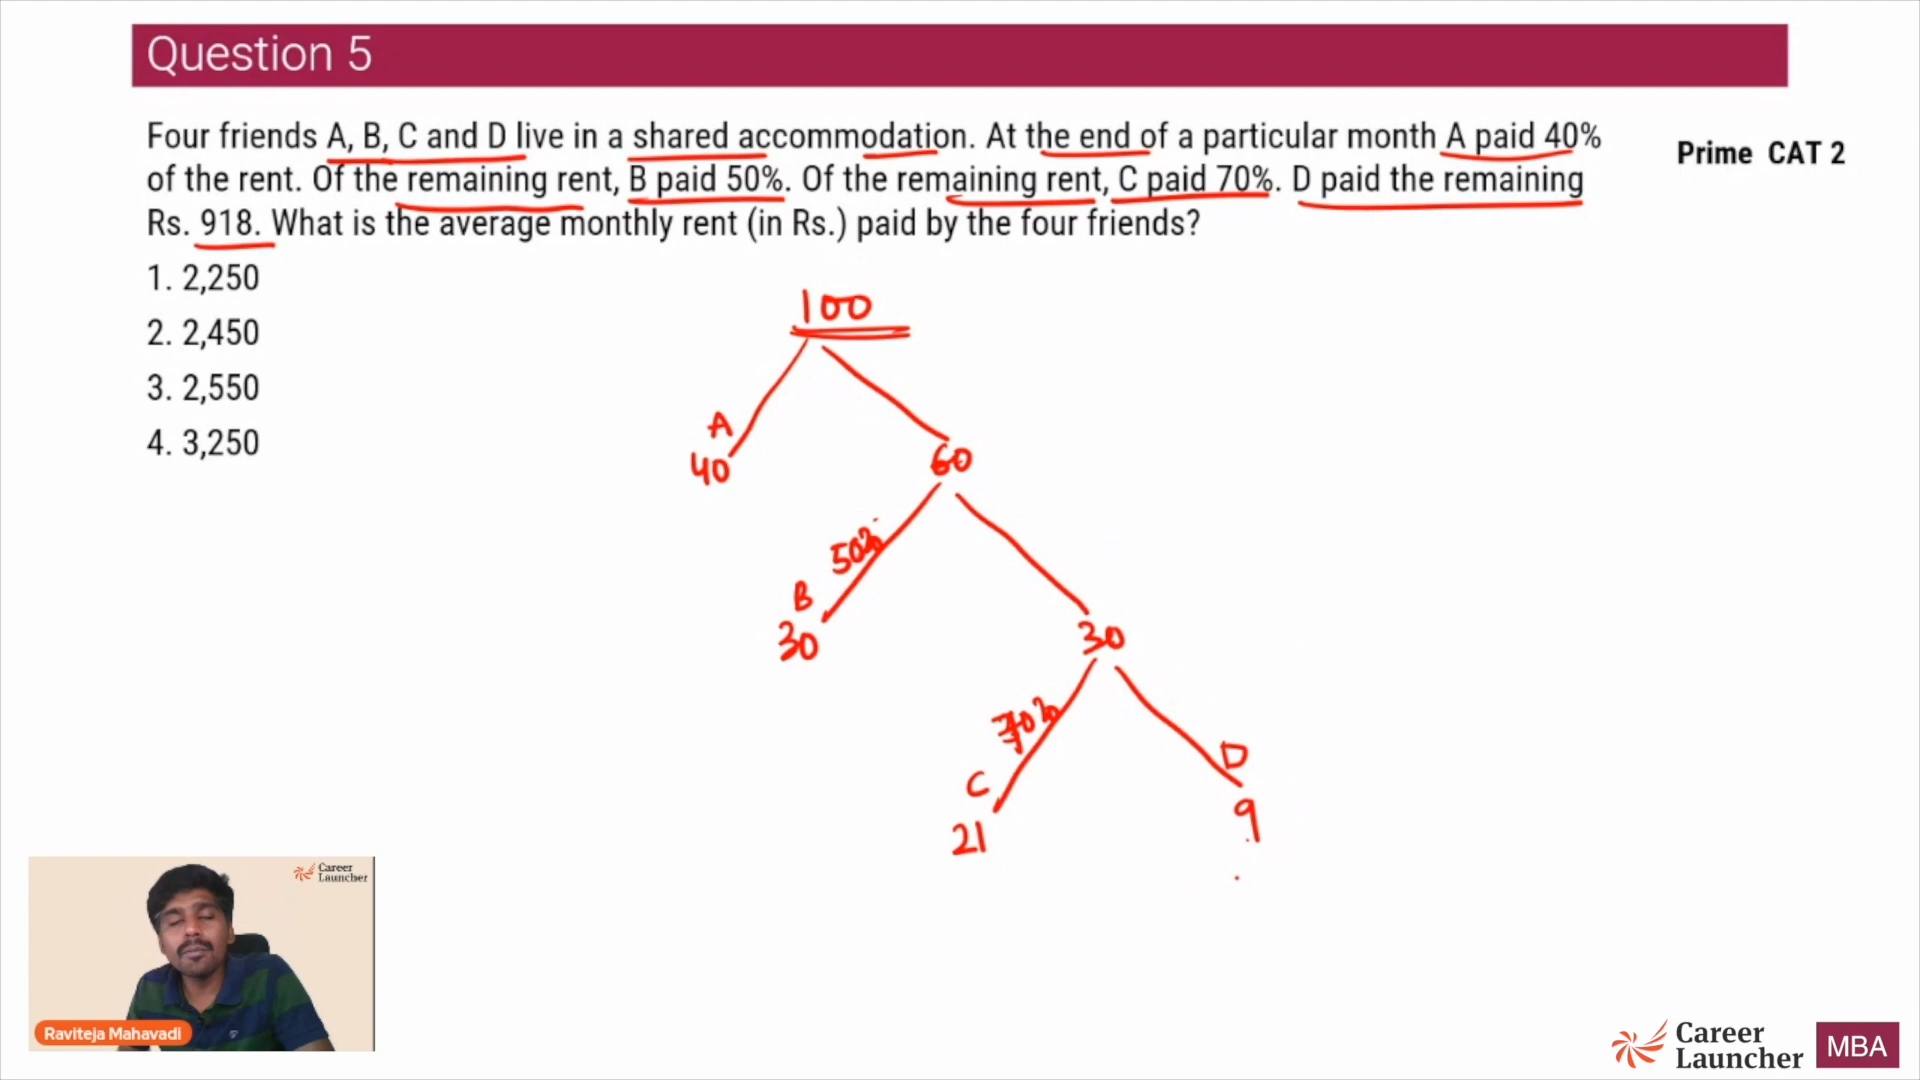 Question 5
Four friends A, B, C and D live in a shared accommodation. At the end of a particular month A paid 40%
of the rent. Of the remaining rent, B paid 50%. Of the remaining rent, C paid 70%. D paid the remaining
Rs. 918. What is the average monthly rent (in Rs.) paid by the four friends?
Prime CAT 2
1. 2,250
2. 2,450
3. 2,550
4. 3,250
100
A
40
60
50%
B
30
30
70%
C
21
D
9
Career
Launcher
Raviteja Mahavadi
Career
Launcher
MBA